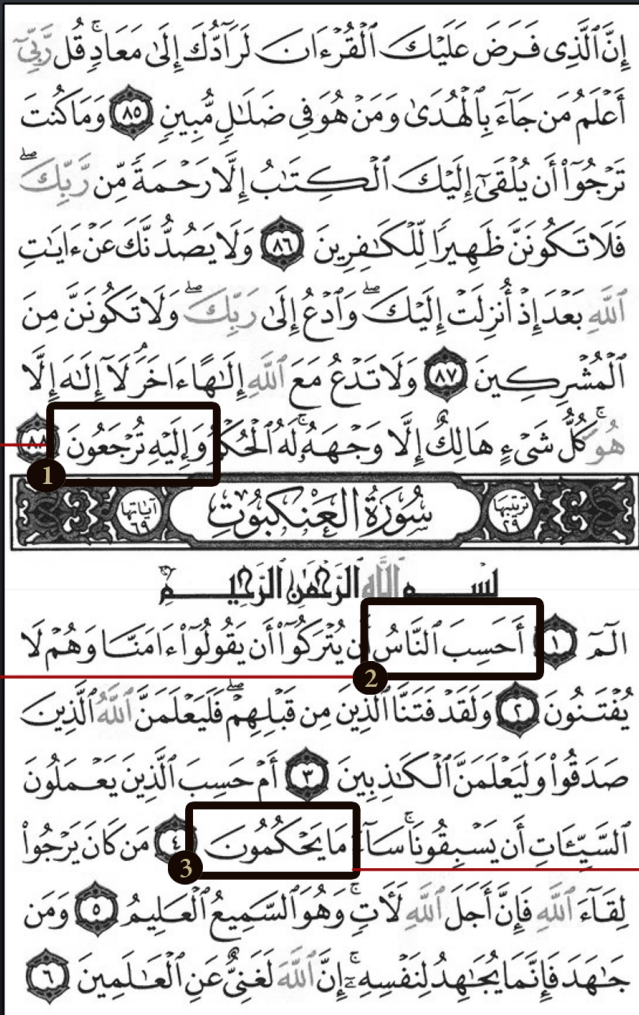 إِنَّ ٱلَّذِى فَرَضَ عَلَيْكَ ٱلْقُرْءَانَ لَرَآدُّكَ إِلَىٰ مَعَادٍۢ ۚ قُل رَّبِّىٓ
أَعْلَمُ مَن جَآءَ بِٱلْهُدَىٰ وَمَنْ هُوَ فِى ضَلَٰلٍۢ مُّبِينٍۢ ٨٥ وَمَا كُنتَ
تَرْجُوٓا۟ أَن يُلْقَىٰٓ إِلَيْكَ ٱلْكِتَٰبُ إِلَّا رَحْمَةًۭ مِّن رَّبِّكَ ۖ
فَلَا تَكُونَنَّ ظَهِيرًۭا لِّلْكَٰفِرِينَ ٨٦ وَلَا يَصُدُّنَّكَ عَنْ ءَايَٰتِ
ٱللَّهِ بَعْدَ إِذْ أُنزِلَتْ إِلَيْكَ ۖ وَٱدْعُ إِلَىٰ رَبِّكَ ۖ وَلَا تَكُونَنَّ مِنَ
ٱلْمُشْرِكِينَ ٨٧ وَلَا تَدْعُ مَعَ ٱللَّهِ إِلَٰهًا ءَاخَرَ ۘ لَآ إِلَٰهَ إِلَّا
هُوَ ۚ كُلُّ شَىْءٍ هَالِكٌ إِلَّا وَجْهَهُۥ ۚ لَهُ ٱلْحُكْمُ وَإِلَيْهِ تُرْجَعُونَ ٨٨
1
ترتيبها ٢٩ سُورَةُ الْعَنْكَبُوتِ آياتها ٦٩
بِسْمِ ٱللَّهِ ٱلرَّحْمَٰنِ ٱلرَّحِيمِ
الٓمٓ ١ أَحَسِبَ ٱلنَّاسُ أَن يُتْرَكُوٓا۟ أَن يَقُولُوٓا۟ ءَامَنَّا وَهُمْ لَا
2
يُفْتَنُونَ ٢ وَلَقَدْ فَتَنَّا ٱلَّذِينَ مِن قَبْلِهِمْ ۖ فَلَيَعْلَمَنَّ ٱللَّهُ ٱلَّذِينَ
صَدَقُوا۟ وَلَيَعْلَمَنَّ ٱلْكَٰذِبِينَ ٣ أَمْ حَسِبَ ٱلَّذِينَ يَعْمَلُونَ
ٱلسَّيِّـَٔاتِ أَن يَسْبِقُونَا ۚ سَآءَ مَا يَحْكُمُونَ ٤ مَن كَانَ يَرْجُوا۟
3
لِقَآءَ ٱللَّهِ فَإِنَّ أَجَلَ ٱللَّهِ لَءَاتٍۢ ۚ وَهُوَ ٱلسَّمِيعُ ٱلْعَلِيمُ ٥ وَمَن
جَٰهَدَ فَإِنَّمَا يُجَٰهِدُ لِنَفْسِهِۦٓ ۚ إِنَّ ٱللَّهَ لَغَنِىٌّ عَنِ ٱلْعَٰلَمِينَ ٦